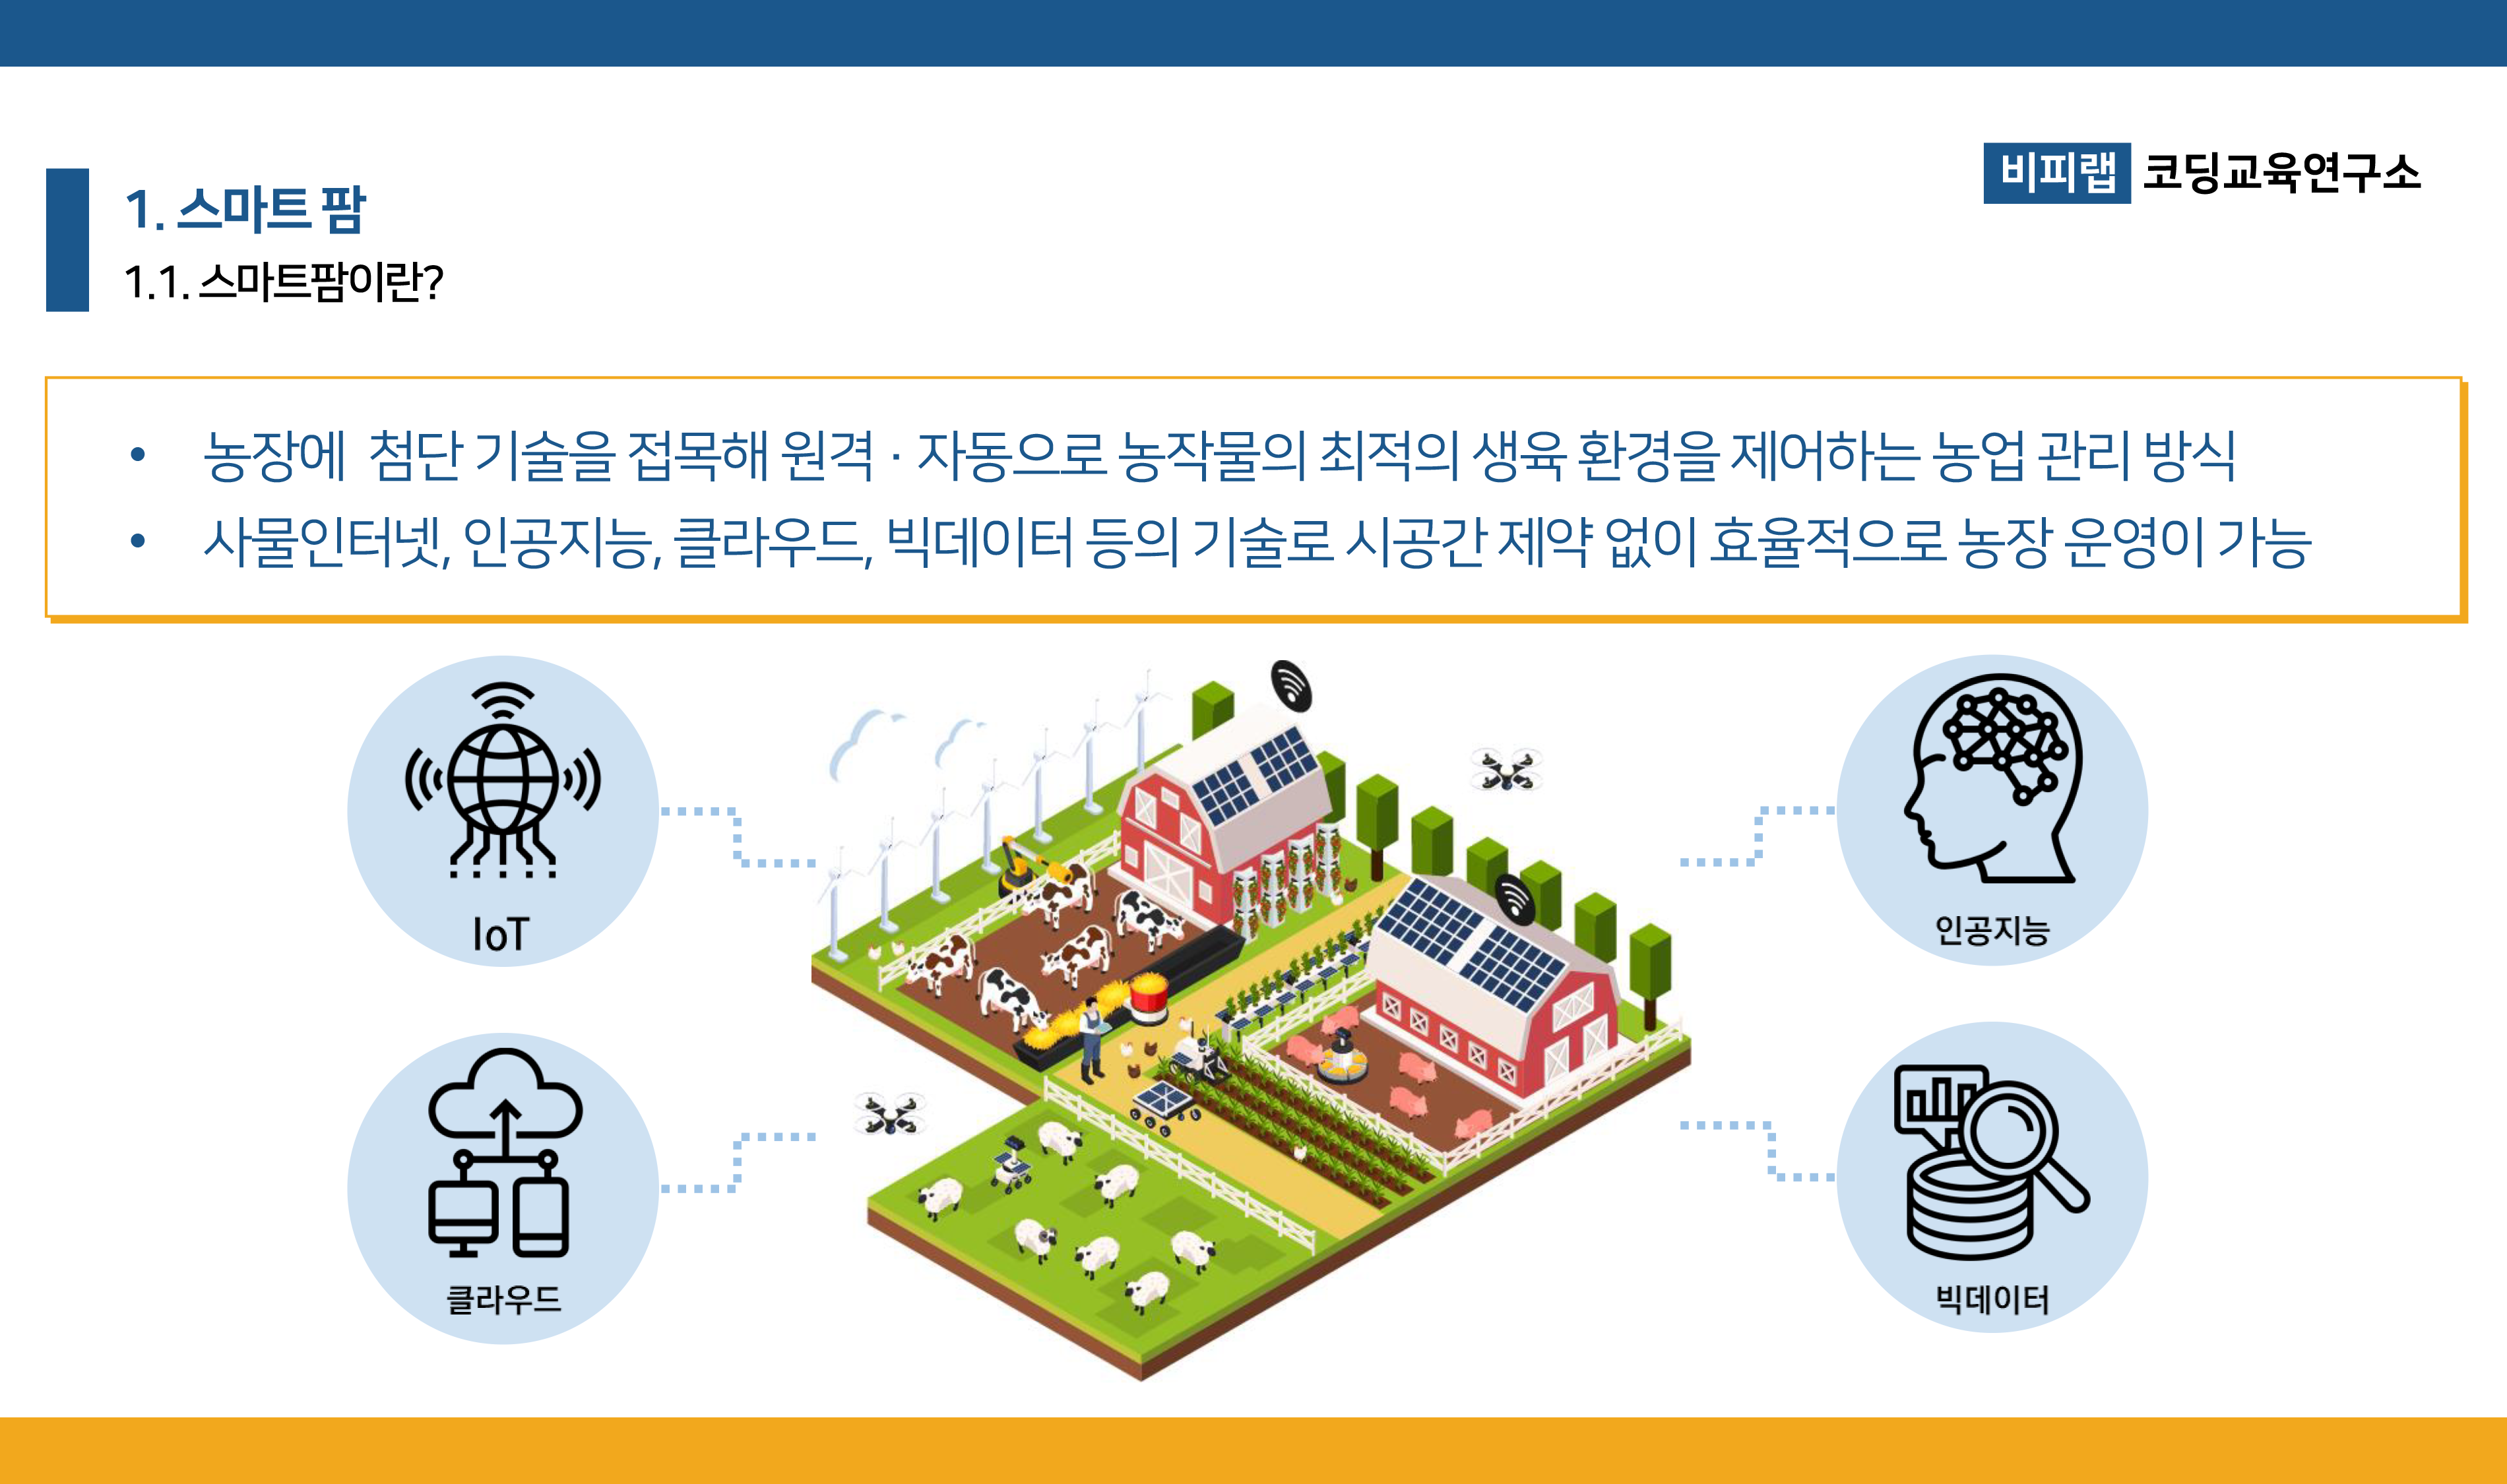 비피랩 코딩교육연구소
1. 스마트 팜
1.1. 스마트팜이란?
• 농장에 첨단 기술을 접목해 원격 · 자동으로 농작물의 최적의 생육 환경을 제어하는 농업 관리 방식
• 사물인터넷, 인공지능, 클라우드, 빅데이터 등의 기술로 시공간 제약 없이 효율적으로 농장 운영이 가능
IoT
인공지능
클라우드
빅데이터